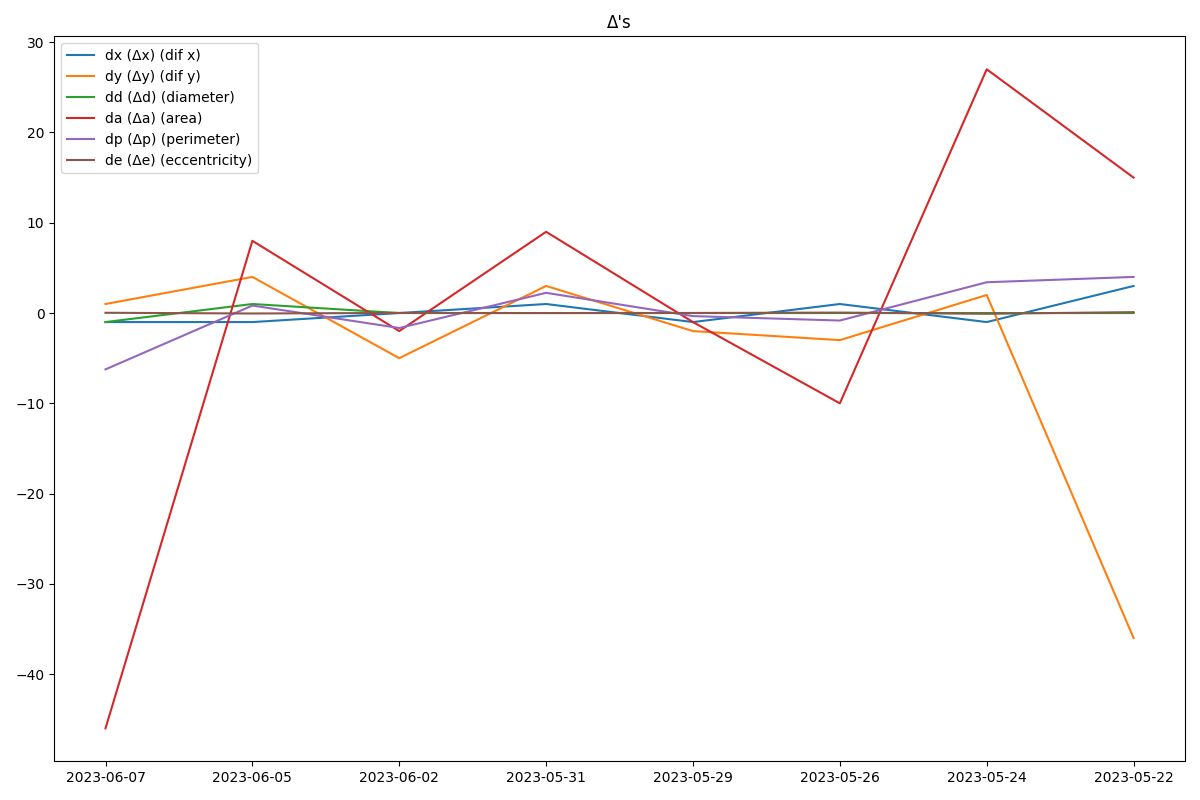 Δ's
dx (Δx) (dif x)
dy (Δy) (dif y)
dd (Δd) (diameter)
da (Δa) (area)
dp (Δp) (perimeter)
de (Δe) (eccentricity)
30
20
10
0
−10
−20
−30
−40
2023-06-07 2023-06-05 2023-06-02 2023-05-31 2023-05-29 2023-05-26 2023-05-24 2023-05-22